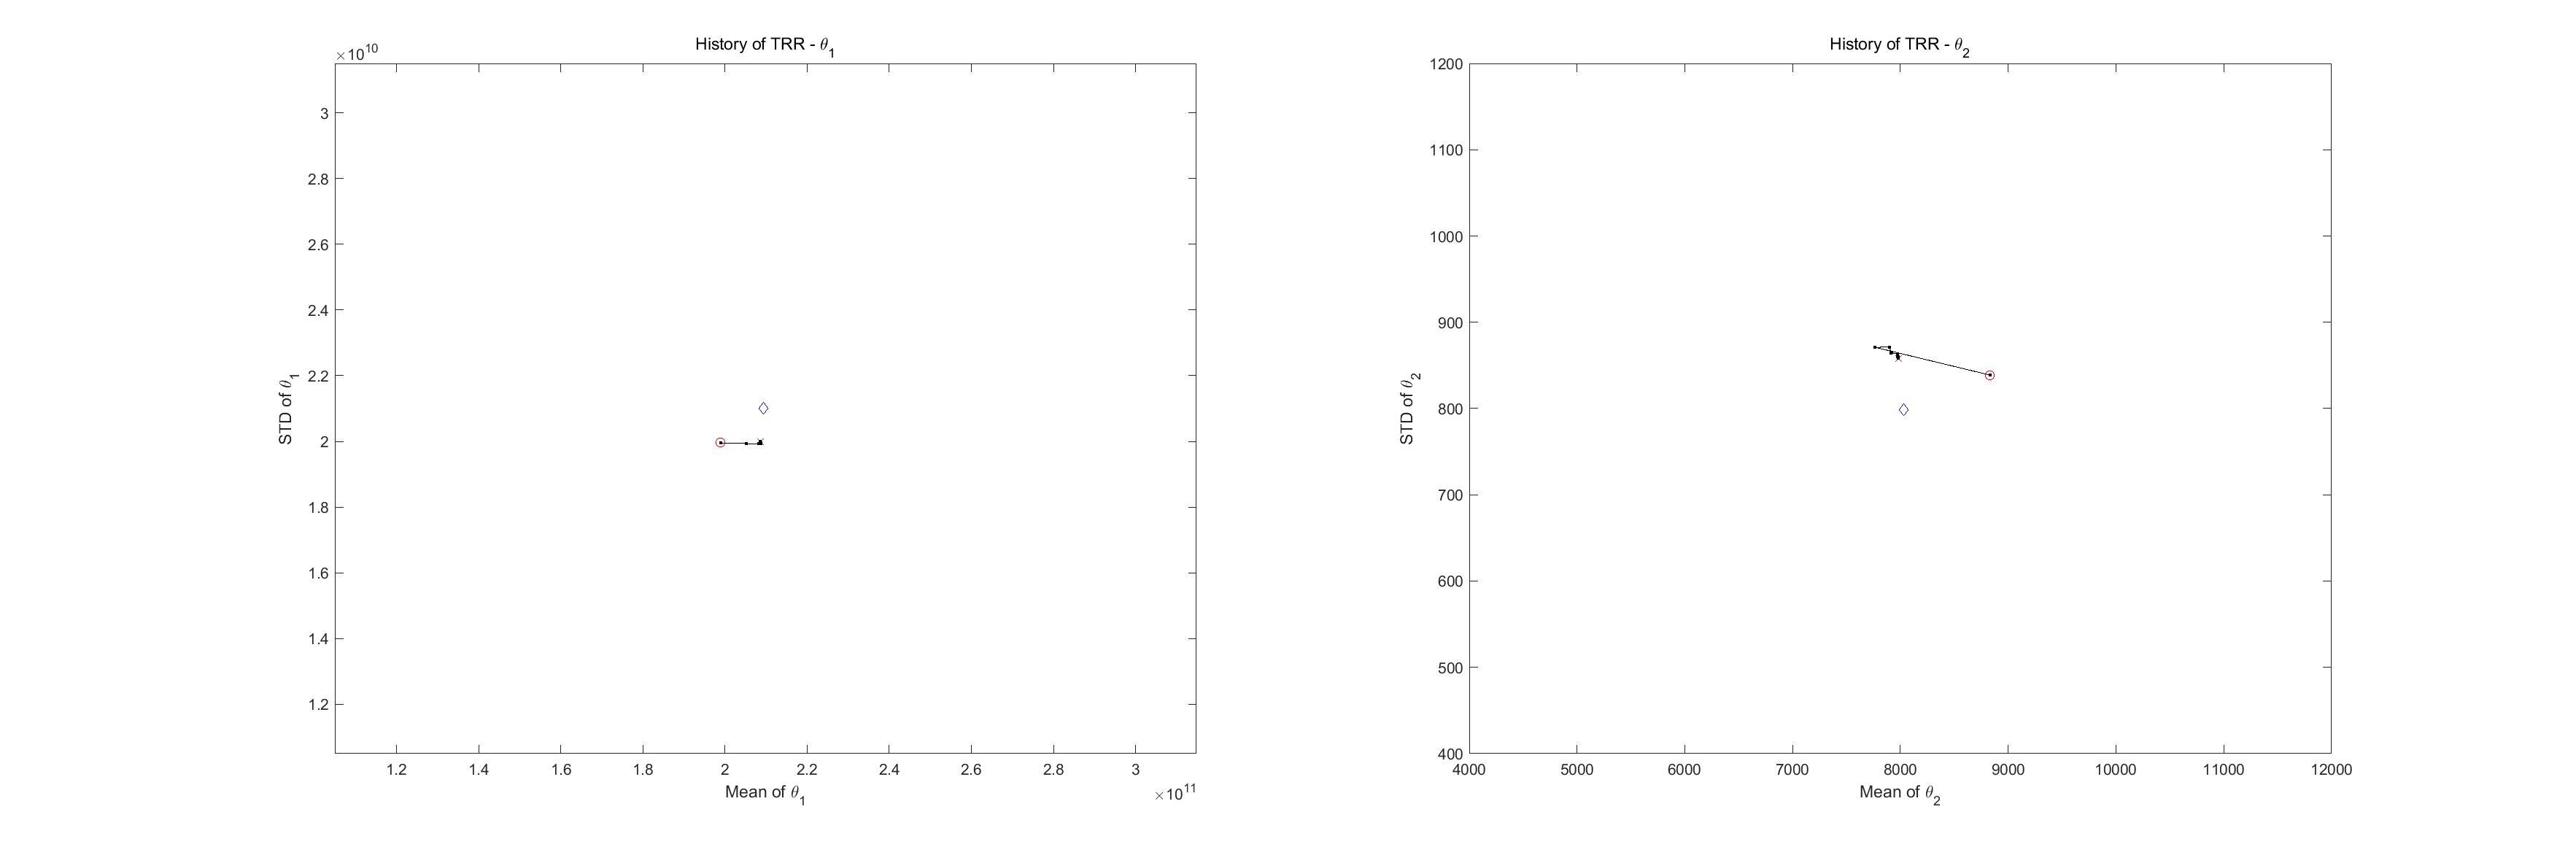 History of TRR - θ1
×10^10
3
2.8
2.6
2.4
2.2
2
1.8
1.6
1.4
1.2
STD of θ1
1.2 1.4 1.6 1.8 2 2.2 2.4 2.6 2.8 3
Mean of θ1
×10^11
History of TRR - θ2
1200
1100
1000
900
800
700
600
500
400
STD of θ2
4000 5000 6000 7000 8000 9000 10000 11000 12000
Mean of θ2